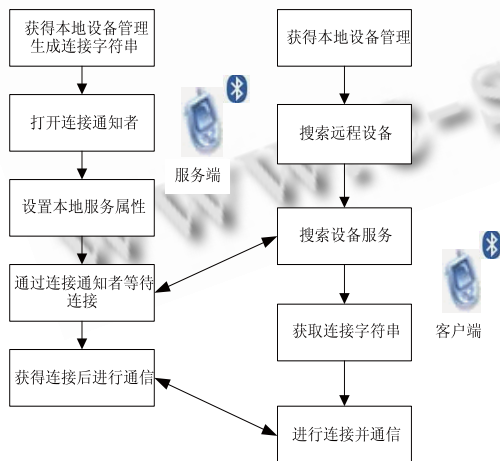 获得本地设备管理
生成连接字符串
打开连接通知者
设置本地服务属性
通过连接通知者等待
连接
获得连接后进行通信
服务端
获得本地设备管理
搜索远程设备
搜索设备服务
获取连接字符串
进行连接并通信
客户端